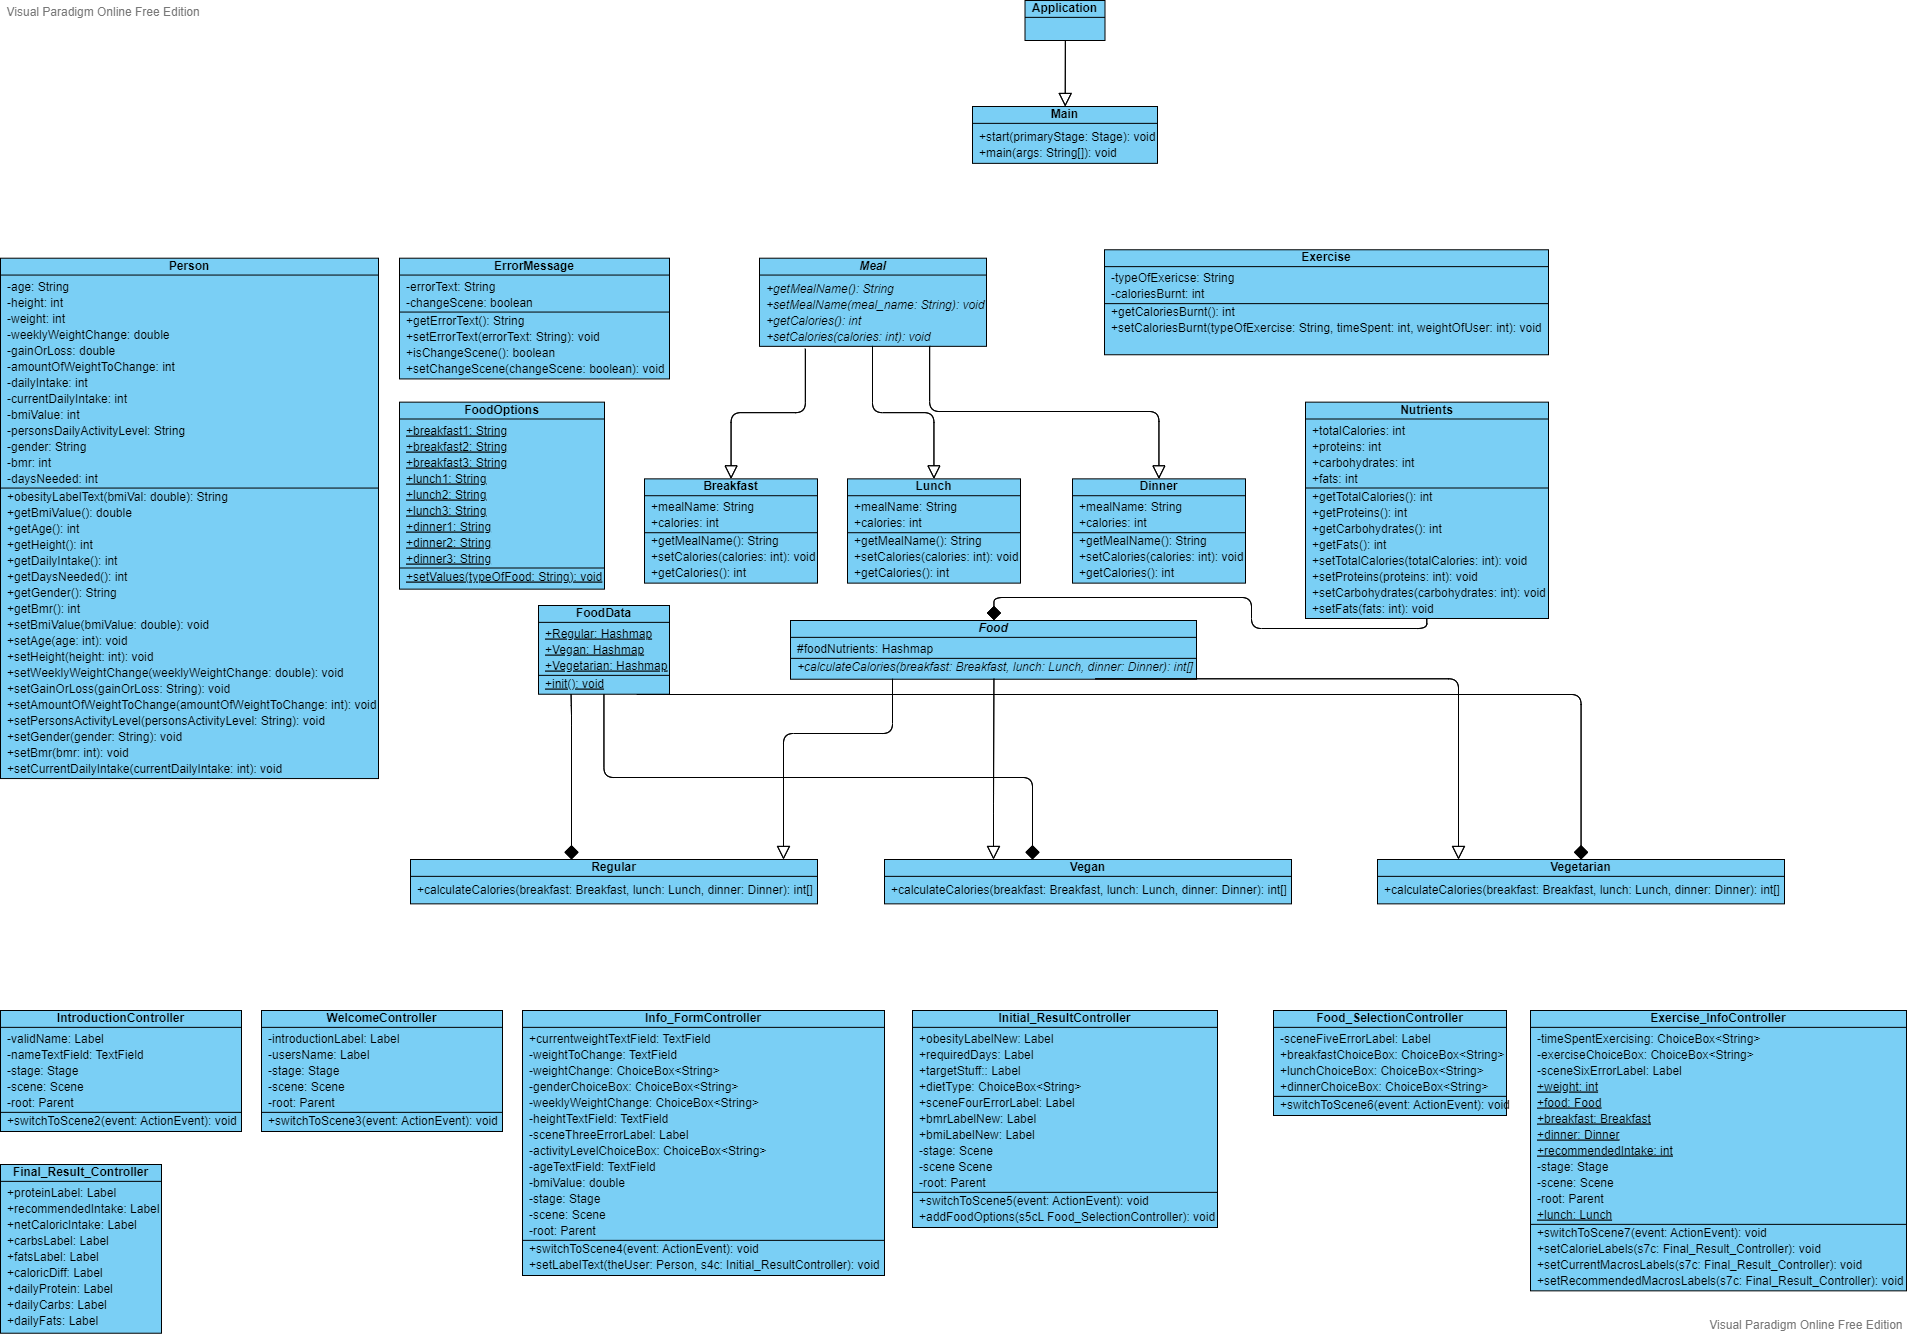 Visual Paradigm Online Free Edition
Application
Main
+start(primaryStage: Stage): void
+main(args: String[]): void
Person
-age: String
-height: int
-weight: int
-weeklyWeightChange: double
-gainOrLoss: double
-amountOfWeightToChange: int
-dailyIntake: int
-currentDailyIntake: int
-bmiValue: int
-personsDailyActivityLevel: String
-gender: String
-bmr: int
-daysNeeded: int
+obesityLabelText(bmiVal: double): String
+getBmiValue(): double
+getAge(): int
+getHeight(): int
+getDailyIntake(): int
+getDaysNeeded(): int
+getGender(): String
+getBmr(): int
+setBmiValue(bmiValue: double): void
+setAge(age: int): void
+setHeight(height: int): void
+setWeeklyWeightChange(weeklyWeightChange: double): void
+setGainOrLoss(gainOrLoss: String): void
+setAmountOfWeightToChange(amountOfWeightToChange: int): void
+setPersonsActivityLevel(personsActivityLevel: String): void
+setGender(gender: String): void
+setBmr(bmr: int): void
+setCurrentDailyIntake(currentDailyIntake: int): void
ErrorMessage
-errorText: String
-changeScene: boolean
+getErrorText(): String
+setErrorText(errorText: String): void
+isChangeScene(): boolean
+setChangeScene(changeScene: boolean): void
Meal
+getMealName(): String
+setMealName(meal_name: String): void
+getCalories(): int
+setCalories(calories: int): void
Exercise
-typeOfExericse: String
-caloriesBurnt: int
+getCaloriesBurnt(): int
+setCaloriesBurnt(typeOfExercise: String, timeSpent: int, weightOfUser: int): void
FoodOptions
+breakfast1: String
+breakfast2: String
+breakfast3: String
+lunch1: String
+lunch2: String
+lunch3: String
+dinner1: String
+dinner2: String
+dinner3: String
+setValues(typeOfFood: String): void
Breakfast
+mealName: String
+calories: int
+getMealName(): String
+setCalories(calories: int): void
+getCalories(): int
Lunch
+mealName: String
+calories: int
+getMealName(): String
+setCalories(calories: int): void
+getCalories(): int
Dinner
+mealName: String
+calories: int
+getMealName(): String
+setCalories(calories: int): void
+getCalories(): int
Nutrients
+totalCalories: int
+proteins: int
+carbohydrates: int
+fats: int
+getTotalCalories(): int
+getProteins(): int
+getCarbohydrates(): int
+getFats(): int
+setTotalCalories(totalCalories: int): void
+setProteins(proteins: int): void
+setCarbohydrates(carbohydrates: int): void
+setFats(fats: int): void
FoodData
+Regular: Hashmap
+Vegan: Hashmap
+Vegetarian: Hashmap
+init(): void
Food
#foodNutrients: Hashmap
+calculateCalories(breakfast: Breakfast, lunch: Lunch, dinner: Dinner): int[]
Regular
+calculateCalories(breakfast: Breakfast, lunch: Lunch, dinner: Dinner): int[]
Vegan
+calculateCalories(breakfast: Breakfast, lunch: Lunch, dinner: Dinner): int[]
Vegetarian
+calculateCalories(breakfast: Breakfast, lunch: Lunch, dinner: Dinner): int[]
IntroductionController
-validName: Label
-nameTextField: TextField
-stage: Stage
-scene: Scene
-root: Parent
+switchToScene2(event: ActionEvent): void
WelcomeController
-introductionLabel: Label
-usersName: Label
-stage: Stage
-scene: Scene
-root: Parent
+switchToScene3(event: ActionEvent): void
Info_FormController
+currentweightTextField: TextField
-weightToChange: TextField
-weightChange: ChoiceBox<String>
-genderChoiceBox: ChoiceBox<String>
-weeklyWeightChange: ChoiceBox<String>
-heightTextField: TextField
-sceneThreeErrorLabel: Label
-activityLevelChoiceBox: ChoiceBox<String>
-ageTextField: TextField
-bmiValue: double
-stage: Stage
-scene: Scene
-root: Parent
+switchToScene4(event: ActionEvent): void
+setLabelText(theUser: Person, s4c: Initial_ResultController): void
Initial_ResultController
+obesityLabelNew: Label
+requiredDays: Label
+targetStuff:: Label
+dietType: ChoiceBox<String>
+sceneFourErrorLabel: Label
+bmrLabelNew: Label
+bmiLabelNew: Label
-stage: Scene
-scene Scene
-root: Parent
+switchToScene5(event: ActionEvent): void
+addFoodOptions(s5cL Food_SelectionController): void
Food_SelectionController
-sceneFiveErrorLabel: Label
+breakfastChoiceBox: ChoiceBox<String>
+lunchChoiceBox: ChoiceBox<String>
+dinnerChoiceBox: ChoiceBox<String>
+switchToScene6(event: ActionEvent): void
Exercise_InfoController
-timeSpentExercising: ChoiceBox<String>
-exerciseChoiceBox: ChoiceBox<String>
-sceneSixErrorLabel: Label
+weight: int
+food: Food
+breakfast: Breakfast
+dinner: Dinner
+recommendedIntake: int
-stage: Stage
-scene: Scene
-root: Parent
+lunch: Lunch
+switchToScene7(event: ActionEvent): void
+setCalorieLabels(s7c: Final_Result_Controller): void
+setCurrentMacrosLabels(s7c: Final_Result_Controller): void
+setRecommendedMacrosLabels(s7c: Final_Result_Controller): void
Final_Result_Controller
+proteinLabel: Label
+recommendedIntake: Label
+netCaloricIntake: Label
+carbsLabel: Label
+fatsLabel: Label
+caloricDiff: Label
+dailyProtein: Label
+dailyCarbs: Label
+dailyFats: Label
Visual Paradigm Online Free Edition